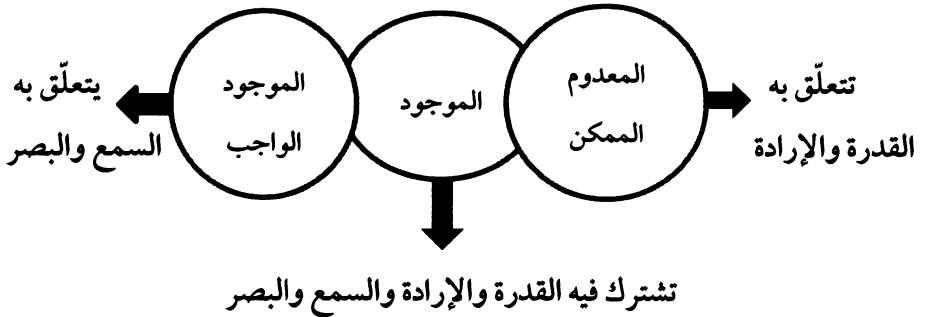 المعدوم
الممكن
الموجود
الموجود
الواجب
تتعلّق به
القدرة والإرادة
يتعلّق به
السمع والبصر
تشترك فيه القدرة والإرادة والسمع والبصر